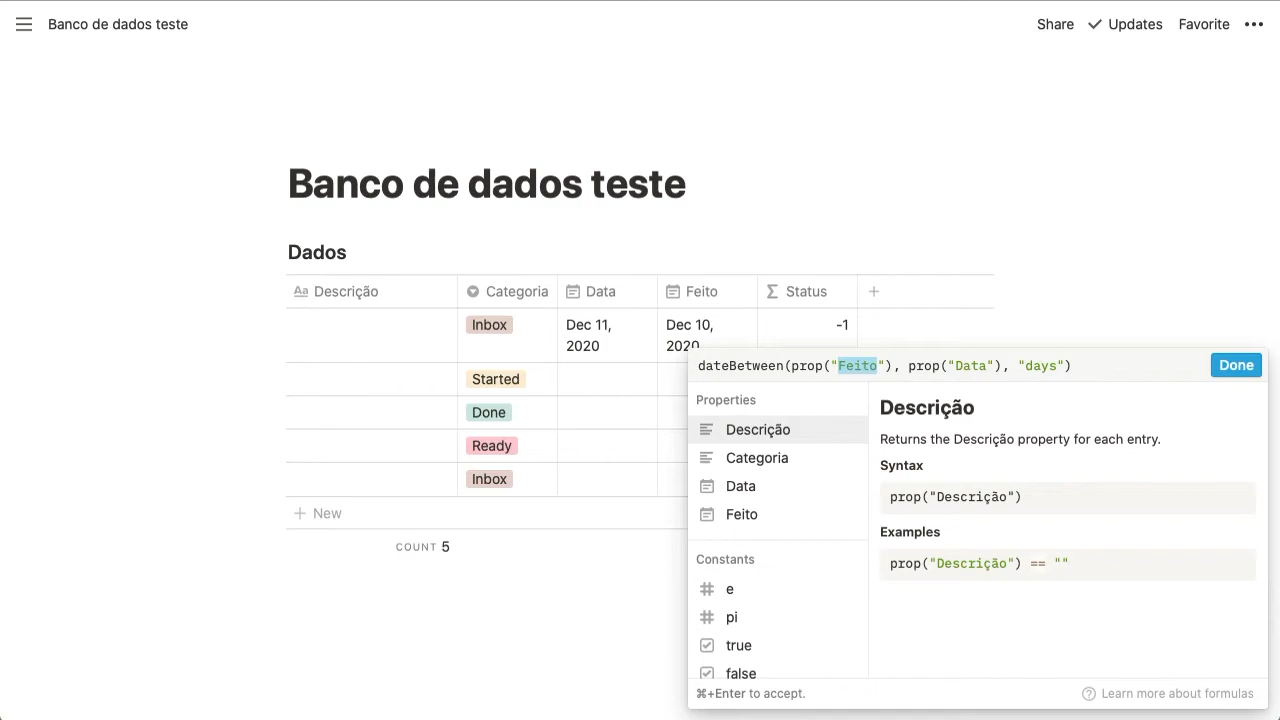 Banco de dados teste
Share Updates Favorite
Banco de dados teste
Dados
Aa Descrição Categoria Data Feito Σ Status
Inbox Dec 11, 2020 Dec 10, 2020 -1
Started
Done
Ready
Inbox
+ New
COUNT 5
dateBetween(prop("Feito"), prop("Data"), "days") Done
Properties
Descrição
Categoria
Data
Feito
Constants
e
pi
true
false
Descrição
Returns the Descrição property for each entry.
Syntax
prop("Descrição")
Examples
prop("Descrição") == ""
⌘+Enter to accept.
Learn more about formulas